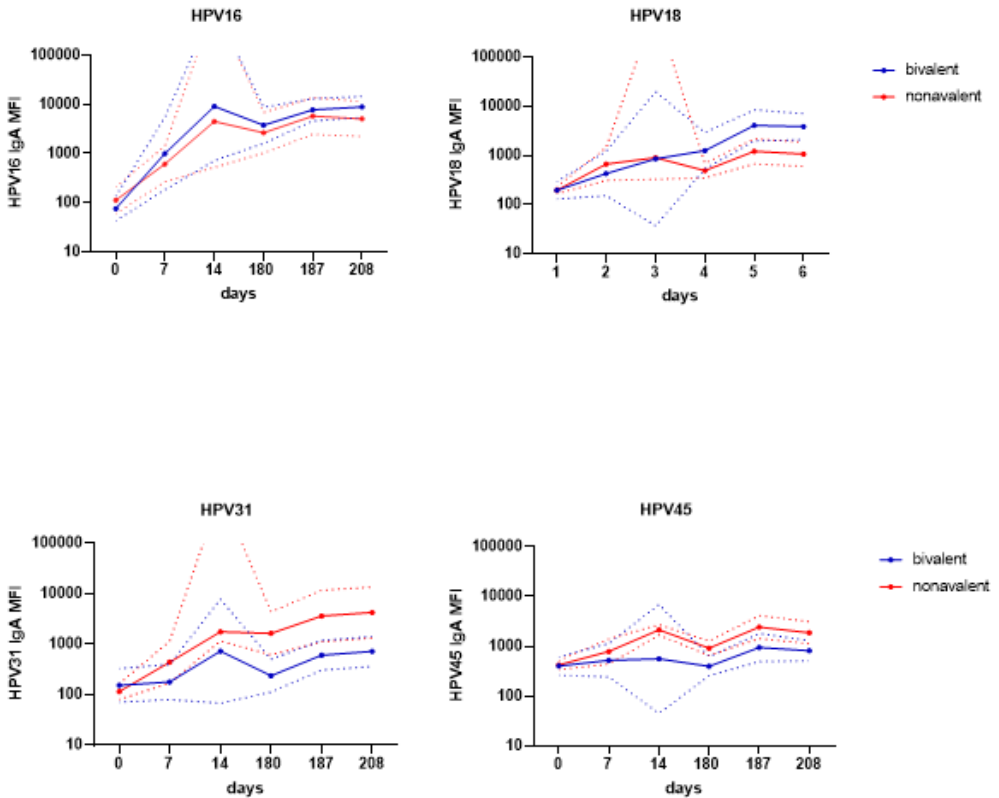 HPV16
HPV16 IgA MFI
100000
10000
1000
100
10
0 7 14 180 187 208
days
HPV18
HPV18 IgA MFI
100000
10000
1000
100
10
1 2 3 4 5 6
days
bivalent
nonavalent
HPV31
HPV31 IgA MFI
100000
10000
1000
100
10
0 7 14 180 187 208
days
HPV45
HPV45 IgA MFI
100000
10000
1000
100
10
0 7 14 180 187 208
days
bivalent
nonavalent